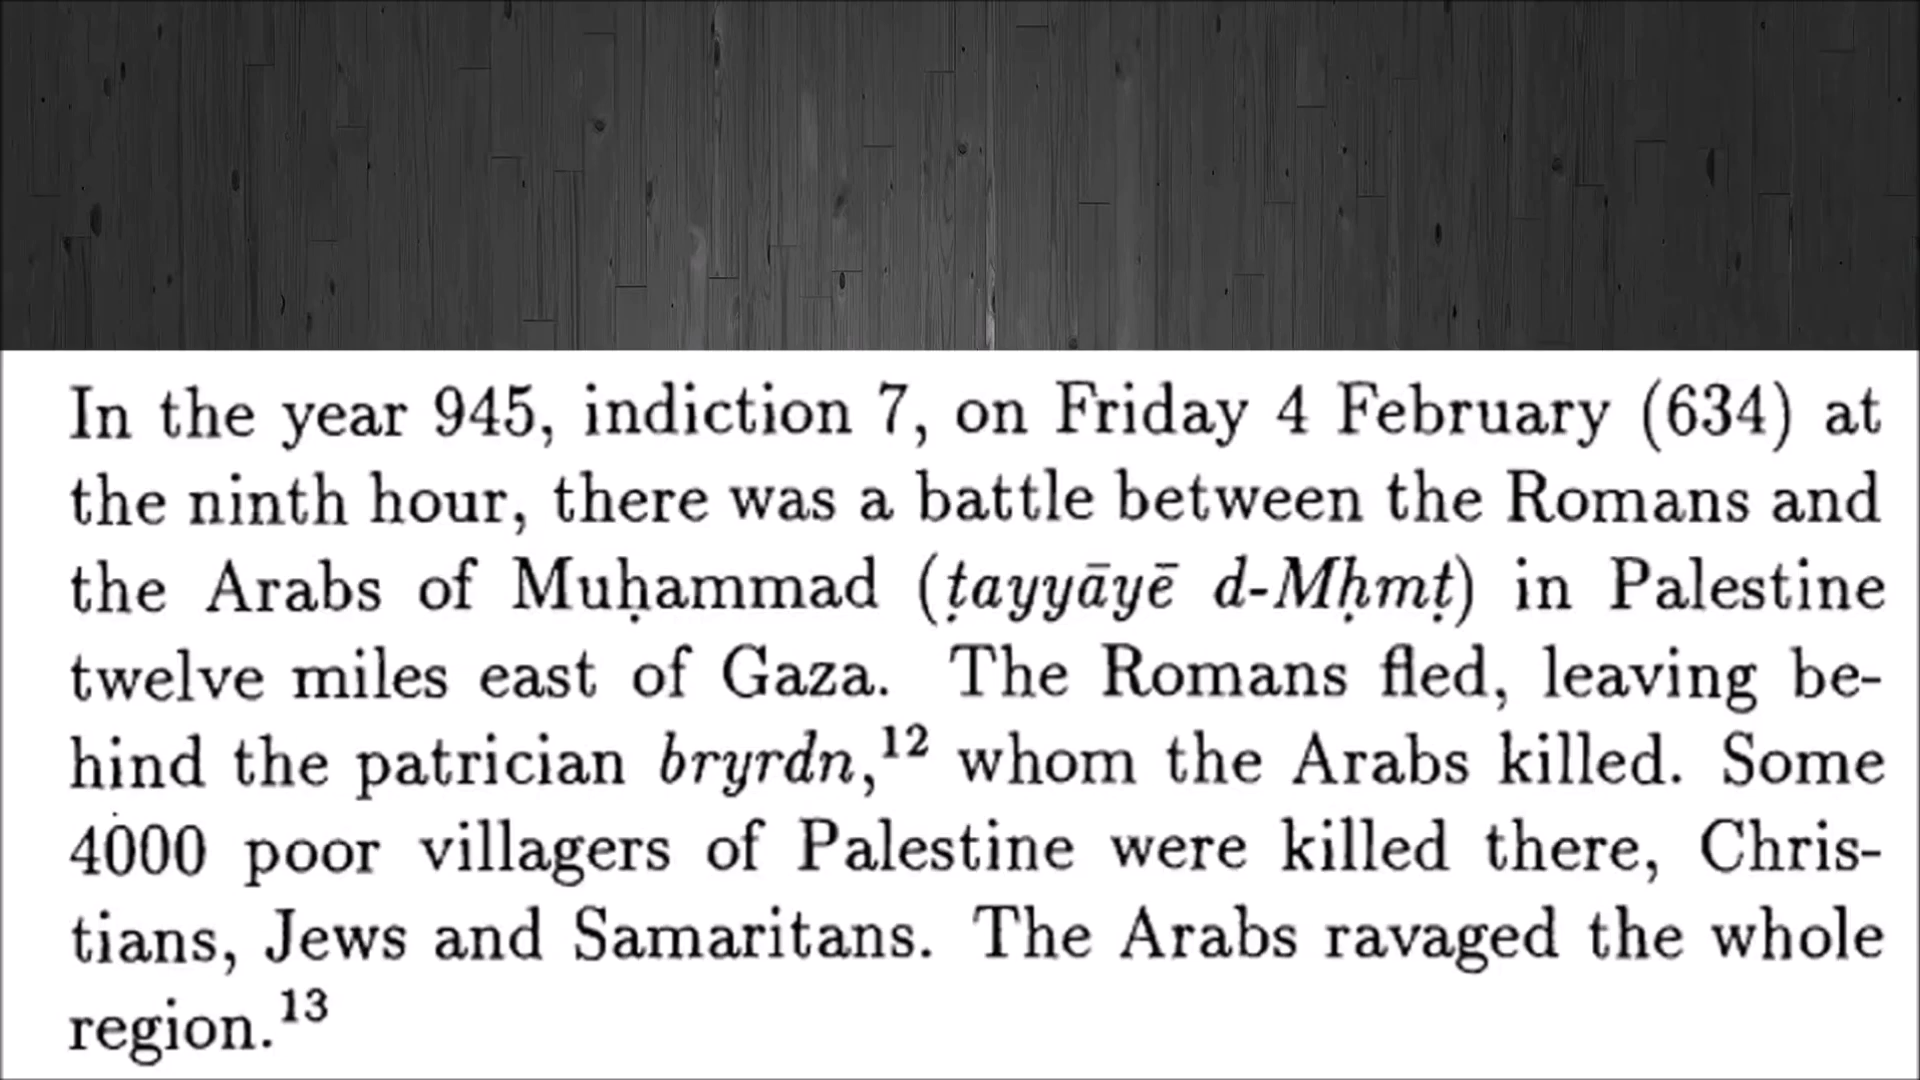 In the year 945, indiction 7, on Friday 4 February (634) at
the ninth hour, there was a battle between the Romans and
the Arabs of Muḥammad (ṭayyāyē d-Mḥmṭ) in Palestine
twelve miles east of Gaza. The Romans fled, leaving be-
hind the patrician bryrdn,¹² whom the Arabs killed. Some
4000 poor villagers of Palestine were killed there, Chris-
tians, Jews and Samaritans. The Arabs ravaged the whole
region.¹³